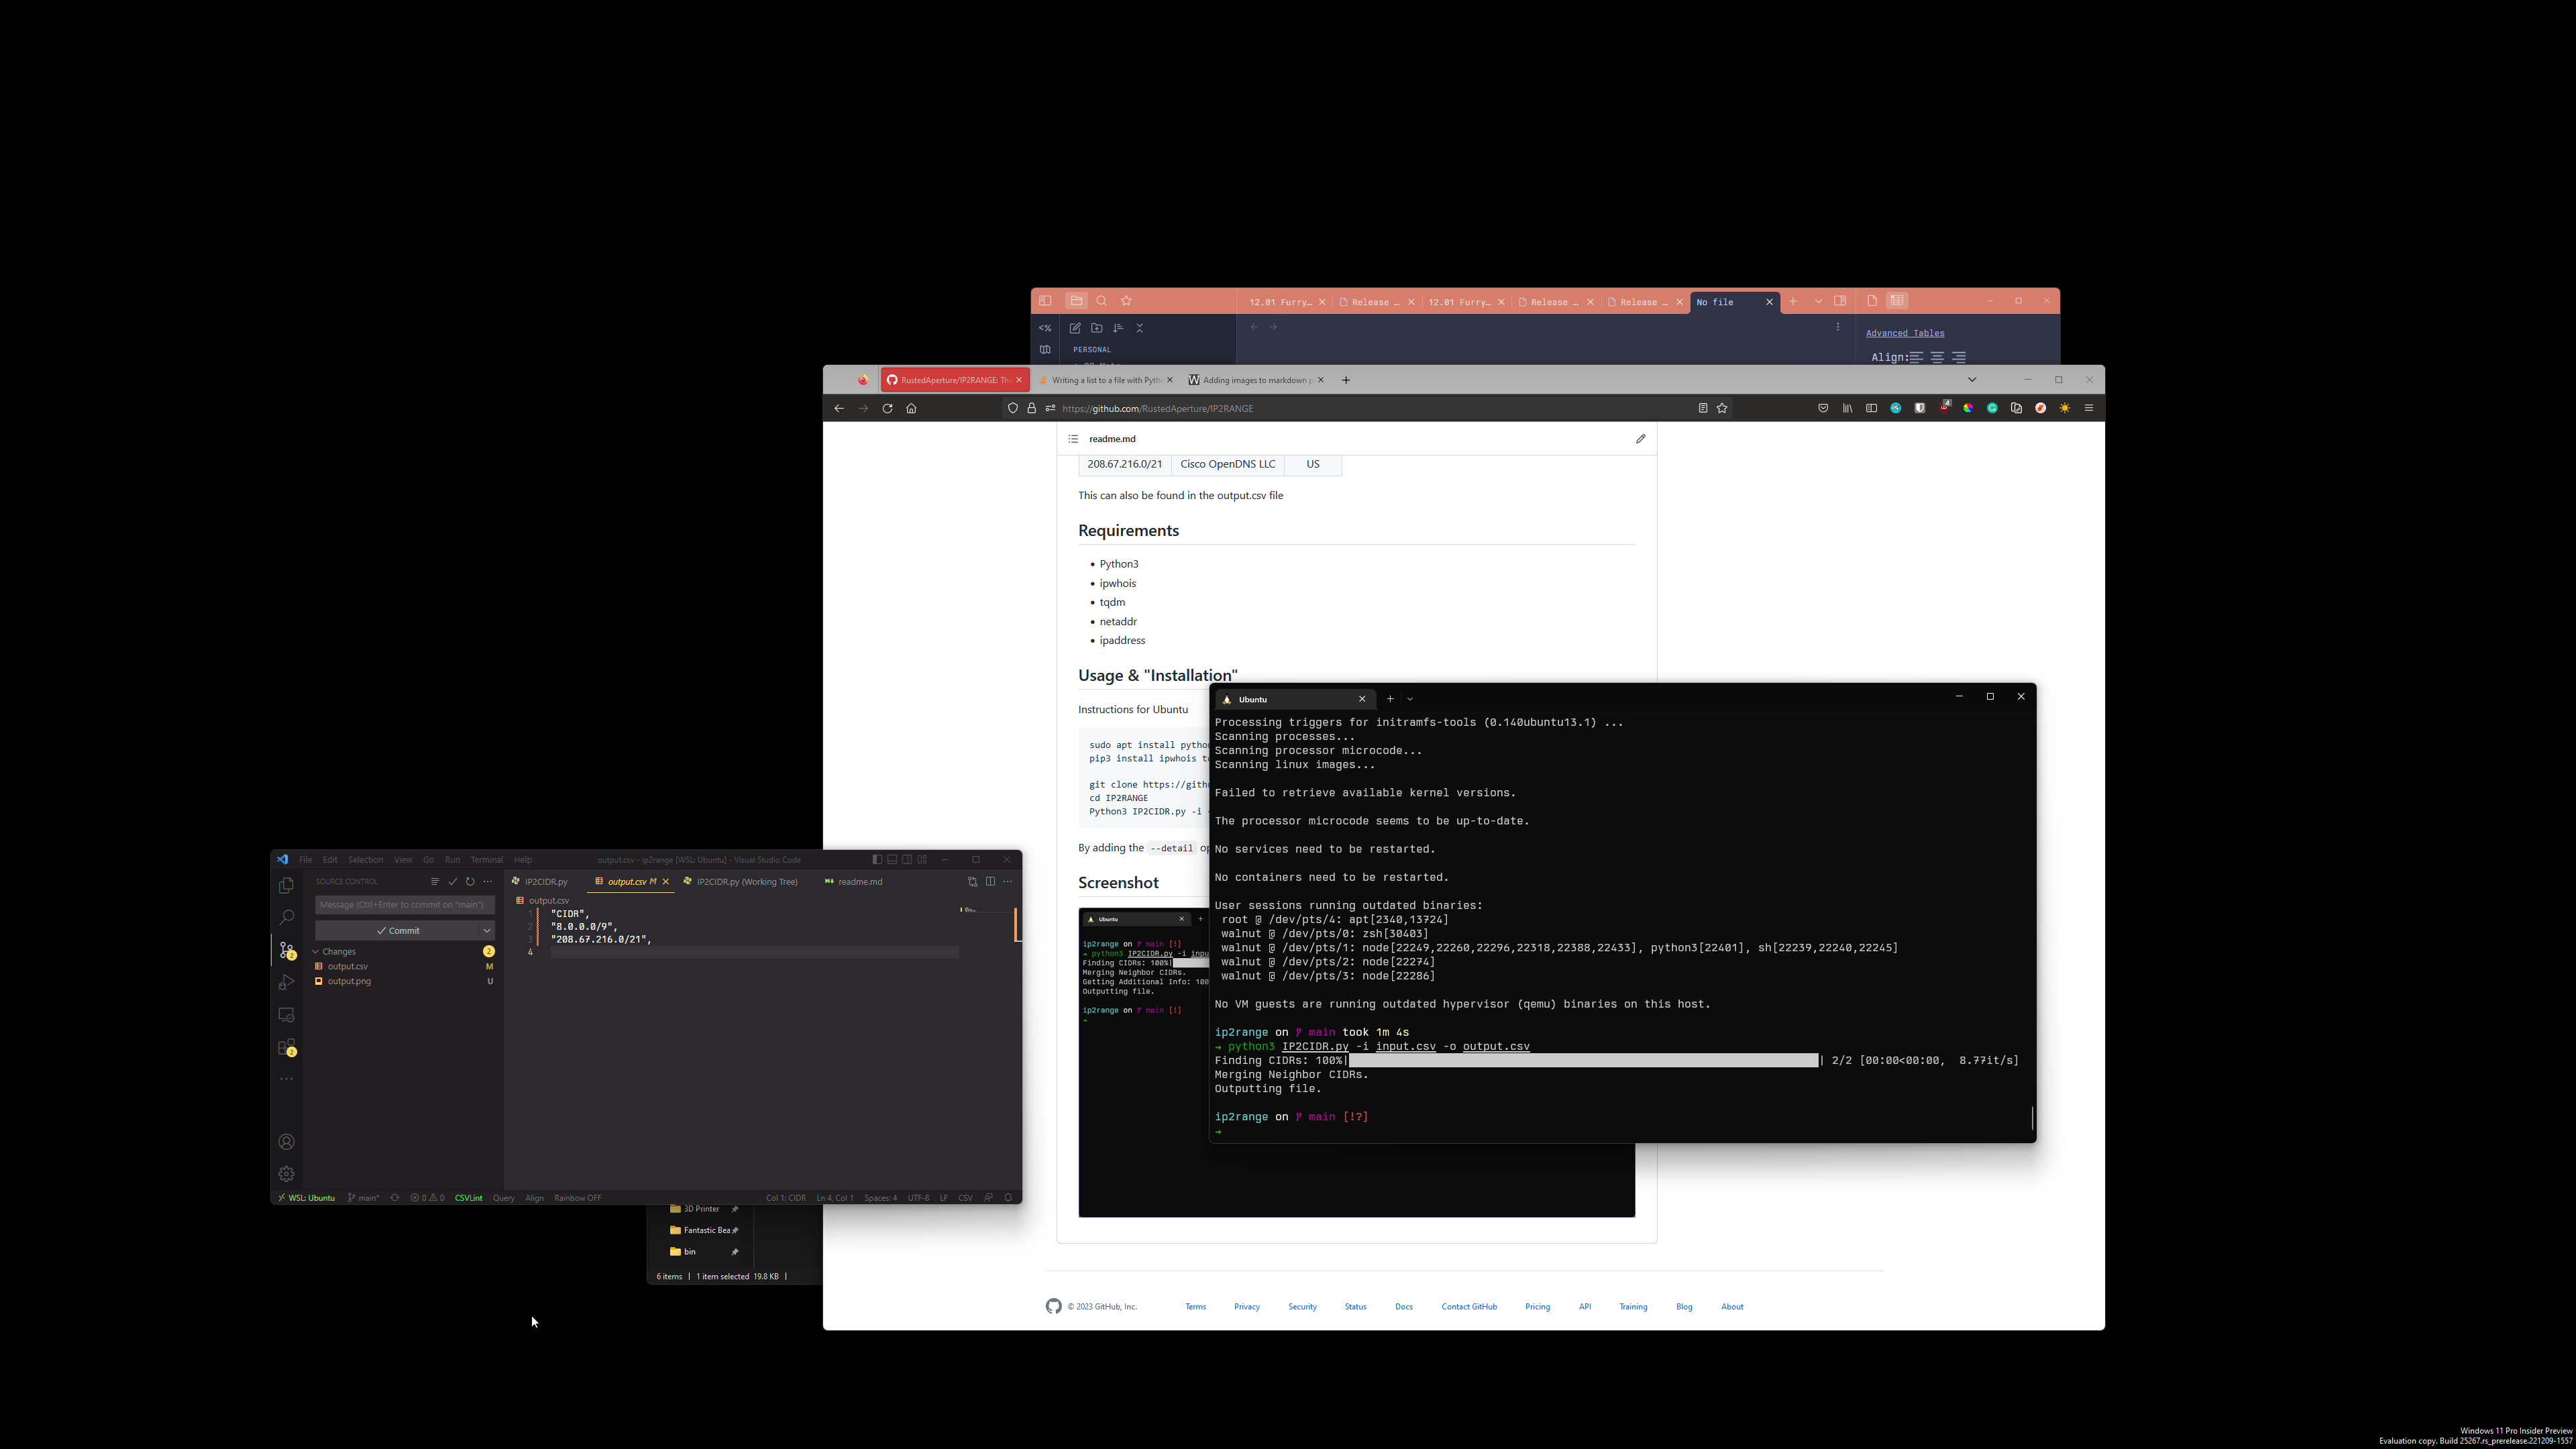 12.01 Furry… Release … 12.01 Furry… Release … Release … No file
PERSONAL
Advanced Tables
Align:
RustedAperture/IP2RANGE: Th Writing a list to a file with Pyth Adding images to markdown p
https://github.com/RustedAperture/IP2RANGE
4
readme.md
208.67.216.0/21 Cisco OpenDNS LLC US
This can also be found in the output.csv file
Requirements
Python3
ipwhois
tqdm
netaddr
ipaddress
Usage & "Installation"
Instructions for Ubuntu
sudo apt install python
pip3 install ipwhois
git clone https://gith
cd IP2RANGE
Python3 IP2CIDR.py -i
By adding the --detail
Screenshot
Ubuntu
ip2range on main [!]
→ python3 IP2CIDR.py -i inpu
Finding CIDRs: 100%|
Merging Neighbor CIDRs.
Getting Additional Info: 100
Outputting file.
ip2range on main [!]
→
© 2023 GitHub, Inc. Terms Privacy Security Status Docs Contact GitHub Pricing API Training Blog About
Ubuntu
Processing triggers for initramfs-tools (0.140ubuntu13.1) ...
Scanning processes...
Scanning processor microcode...
Scanning linux images...
Failed to retrieve available kernel versions.
The processor microcode seems to be up-to-date.
No services need to be restarted.
No containers need to be restarted.
User sessions running outdated binaries:
root @ /dev/pts/4: apt[2340,13724]
walnut @ /dev/pts/0: zsh[30403]
walnut @ /dev/pts/1: node[22249,22260,22296,22318,22388,22433], python3[22401], sh[22239,22240,22245]
walnut @ /dev/pts/2: node[22274]
walnut @ /dev/pts/3: node[22286]
No VM guests are running outdated hypervisor (qemu) binaries on this host.
ip2range on main took 1m 4s
→ python3 IP2CIDR.py -i input.csv -o output.csv
Finding CIDRs: 100%| | 2/2 [00:00<00:00, 8.77it/s]
Merging Neighbor CIDRs.
Outputting file.
ip2range on main [!?]
→
File Edit Selection View Go Run Terminal Help output.csv - ip2range [WSL: Ubuntu] - Visual Studio Code
SOURCE CONTROL
IP2CIDR.py output.csv M IP2CIDR.py (Working Tree) readme.md
Message (Ctrl+Enter to commit on "main")
Commit
Changes 2
output.csv M
output.png U
2
2
output.csv
1 "CIDR",
2 "8.0.0.0/9",
3 "208.67.216.0/21",
4
WSL: Ubuntu main* 0 0 CSVLint Query Align Rainbow OFF Col 1: CIDR Ln 4, Col 1 Spaces: 4 UTF-8 LF CSV
3D Printer
Fantastic Bea
bin
6 items | 1 item selected 19.8 KB |
Windows 11 Pro Insider Preview
Evaluation copy. Build 25267.rs_prerelease.221209-1557